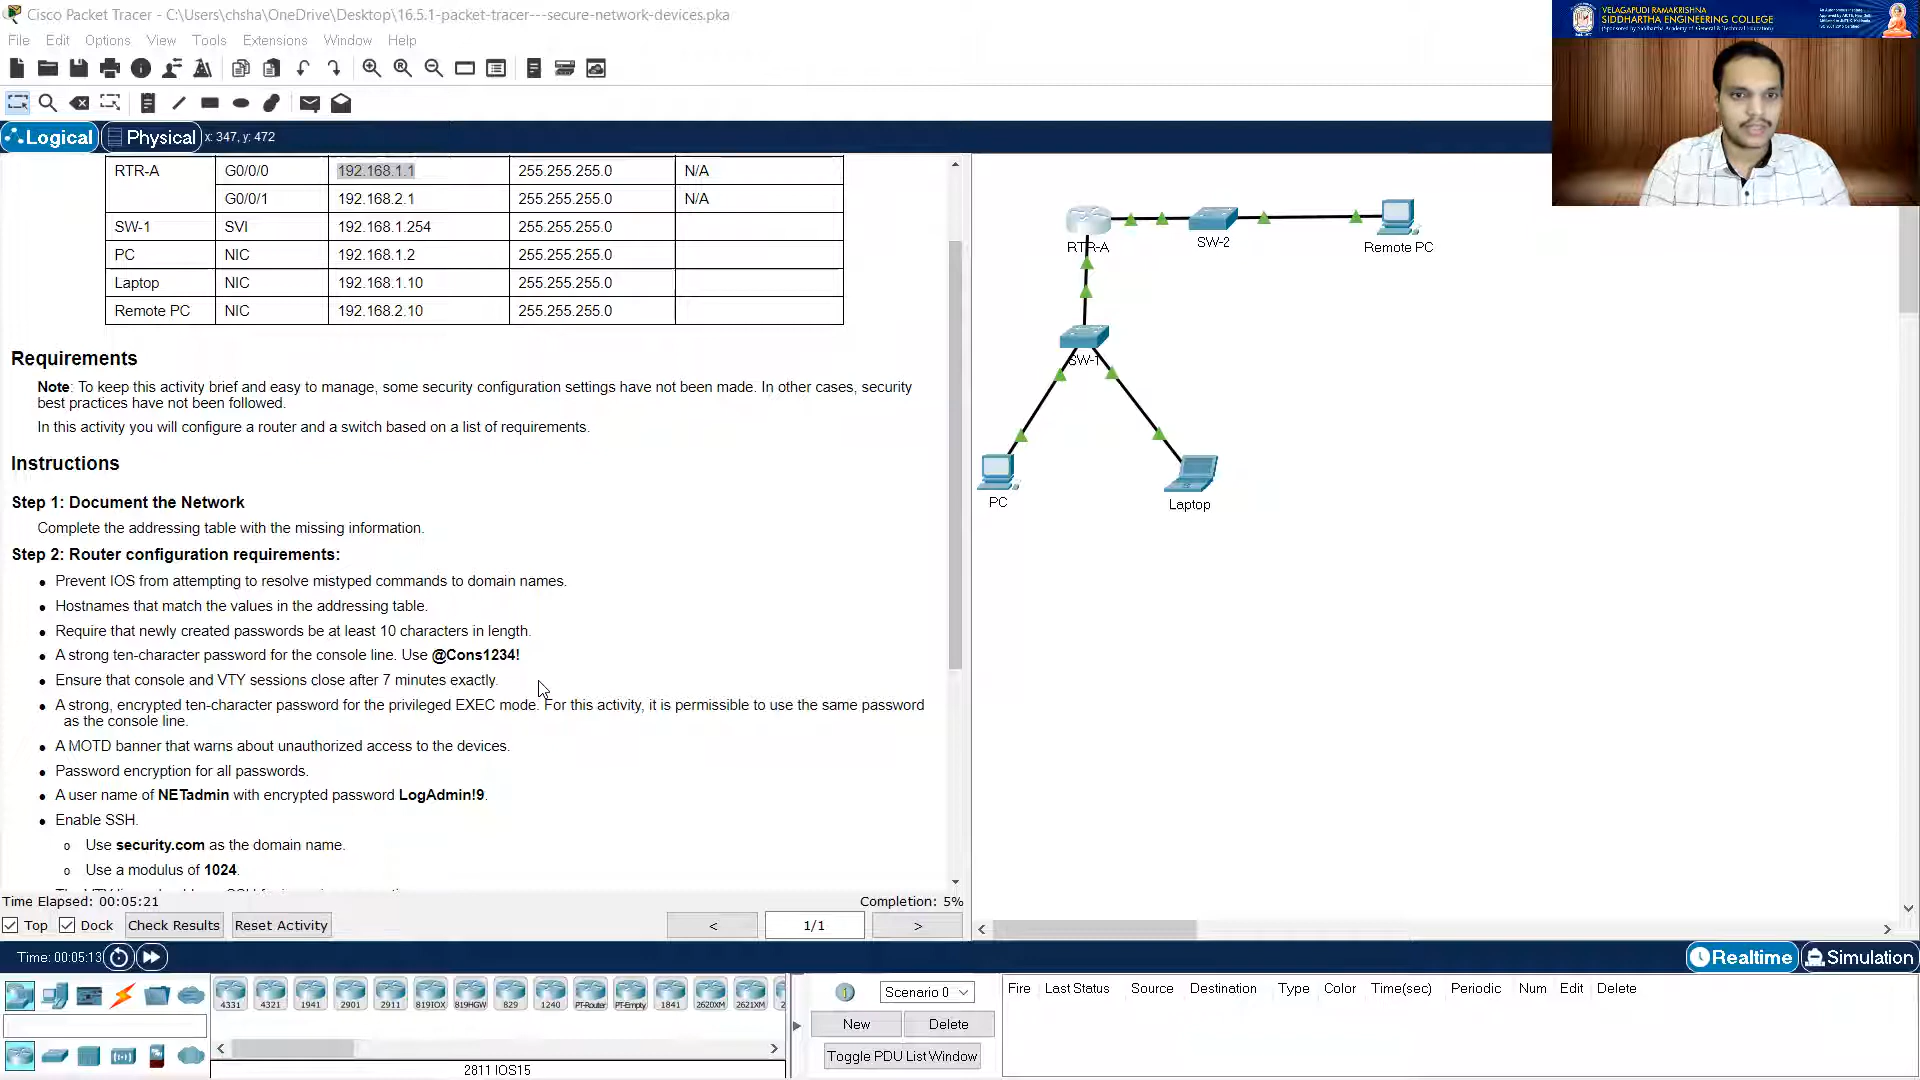 Cisco Packet Tracer - C:\Users\chsha\OneDrive\Desktop\16.5.1-packet-tracer---secure-network-devices.pka
File Edit Options View Tools Extensions Window Help
Logical Physical x: 347, y: 472
RTR-A G0/0/0 192.168.1.1 255.255.255.0 N/A
G0/0/1 192.168.2.1 255.255.255.0 N/A
SW-1 SVI 192.168.1.254 255.255.255.0
PC NIC 192.168.1.2 255.255.255.0
Laptop NIC 192.168.1.10 255.255.255.0
Remote PC NIC 192.168.2.10 255.255.255.0
Requirements
Note: To keep this activity brief and easy to manage, some security configuration settings have not been made. In other cases, security
best practices have not been followed.
In this activity you will configure a router and a switch based on a list of requirements.
Instructions
Step 1: Document the Network
Complete the addressing table with the missing information.
Step 2: Router configuration requirements:
Prevent IOS from attempting to resolve mistyped commands to domain names.
Hostnames that match the values in the addressing table.
Require that newly created passwords be at least 10 characters in length.
A strong ten-character password for the console line. Use @Cons1234!
Ensure that console and VTY sessions close after 7 minutes exactly.
A strong, encrypted ten-character password for the privileged EXEC mode. For this activity, it is permissible to use the same password
as the console line.
A MOTD banner that warns about unauthorized access to the devices.
Password encryption for all passwords.
A user name of NETadmin with encrypted password LogAdmin!9.
Enable SSH.
Use security.com as the domain name.
Use a modulus of 1024.
Time Elapsed: 00:05:21 Completion: 5%
Top Dock Check Results Reset Activity < 1/1 >
VELAGAPUDI RAMAKRISHNA
SIDDHARTHA ENGINEERING COLLEGE
RTR-A
SW-2
Remote PC
SW-1
PC
Laptop
Time: 00:05:13
Realtime Simulation
4331 4321 1941 2901 2911 819IOX 819HGW 829 1240 PT-Router PT-Empty 1841 2620XM 2621XM
2811 IOS15
Scenario 0
New Delete
Toggle PDU List Window
Fire Last Status Source Destination Type Color Time(sec) Periodic Num Edit Delete